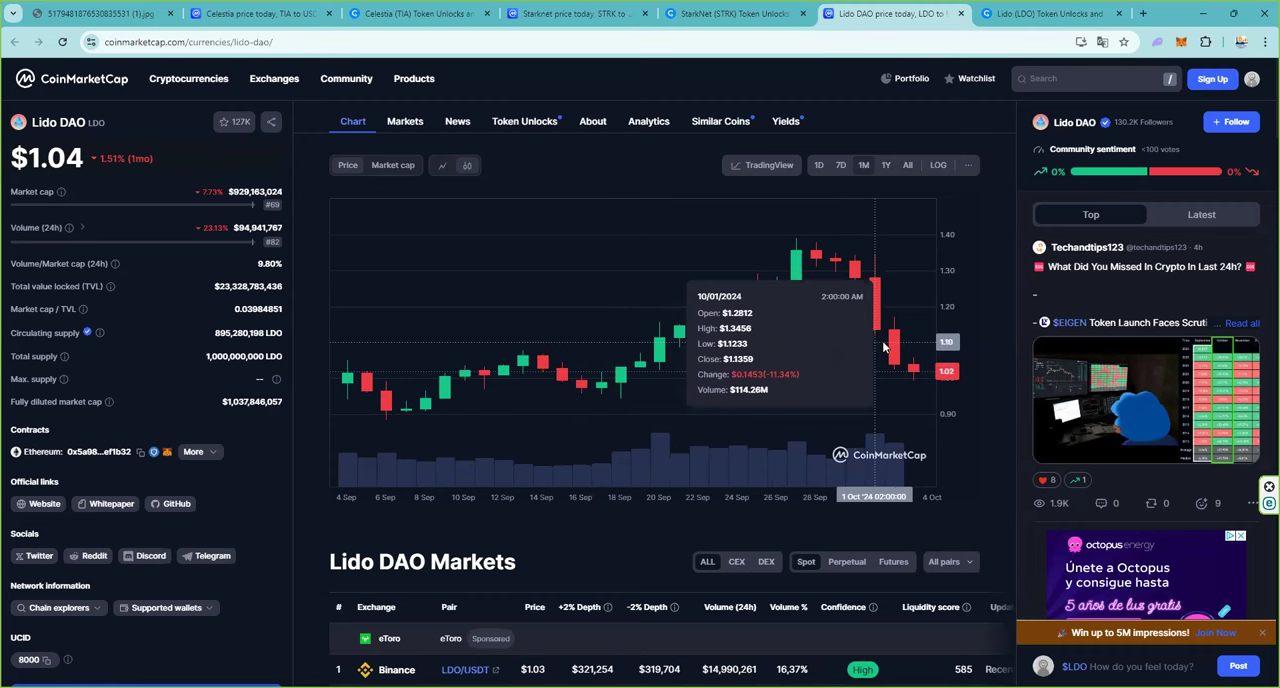 5179481876530835531 (1).jpg
Celestia price today, TIA to USD
Celestia (TIA) Token Unlocks an
Starknet price today, STRK to
StarkNet (STRK) Token Unlocks
Lido DAO price today, LDO to
Lido (LDO) Token Unlocks and
coinmarketcap.com/currencies/lido-dao/
CoinMarketCap Cryptocurrencies Exchanges Community Products Portfolio Watchlist Search / Sign Up
Lido DAO LDO 127K
$1.04 1.51% (1mo)
Market cap 7.73% $929,163,024
#69
Volume (24h) 23.13% $94,941,767
#82
Volume/Market cap (24h) 9.80%
Total value locked (TVL) $23,328,783,436
Market cap / TVL 0.03984851
Circulating supply 895,280,198 LDO
Total supply 1,000,000,000 LDO
Max. supply --
Fully diluted market cap $1,037,846,057
Contracts
Ethereum: 0x5a98...ef1b32 More
Official links
Website Whitepaper GitHub
Socials
Twitter Reddit Discord Telegram
Network information
Chain explorers Supported wallets
UCID
8000
Chart Markets News Token Unlocks About Analytics Similar Coins Yields
Price Market cap TradingView 1D 7D 1M 1Y All LOG ...
1.40
1.30
1.20
1.10
1.02
0.90
10/01/2024 2:00:00 AM
Open: $1.2812
High: $1.3456
Low: $1.1233
Close: $1.1359
Change: $0.1453(-11.34%)
Volume: $114.26M
CoinMarketCap
4 Sep 6 Sep 8 Sep 10 Sep 12 Sep 14 Sep 16 Sep 18 Sep 20 Sep 22 Sep 24 Sep 26 Sep 28 Sep 1 Oct '24 02:00:00 4 Oct
Lido DAO Markets ALL CEX DEX Spot Perpetual Futures All pairs
# Exchange Pair Price +2% Depth -2% Depth Volume (24h) Volume % Confidence Liquidity score Upda
eToro eToro Sponsored
1 Binance LDO/USDT $1.03 $321,254 $319,704 $14,990,261 16,37% High 585 Recen
Lido DAO 130.2K Followers + Follow
Community sentiment <100 votes
0% 0%
Top Latest
Techandtips123 @techandtips123 · 4h
What Did You Missed In Crypto In Last 24h?
-
- $EIGEN Token Launch Faces Scruti ... Read all
8 1
1.9K 0 0 9 ...
octopus energy
Únete a Octopus
y consigue hasta
5 años de luz gratis
Win up to 5M impressions! Join Now
$LDO How do you feel today? Post